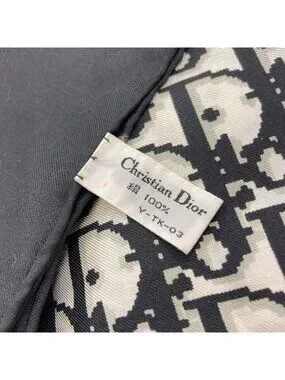 Christian Dior
絹 100%
Y-TK-03